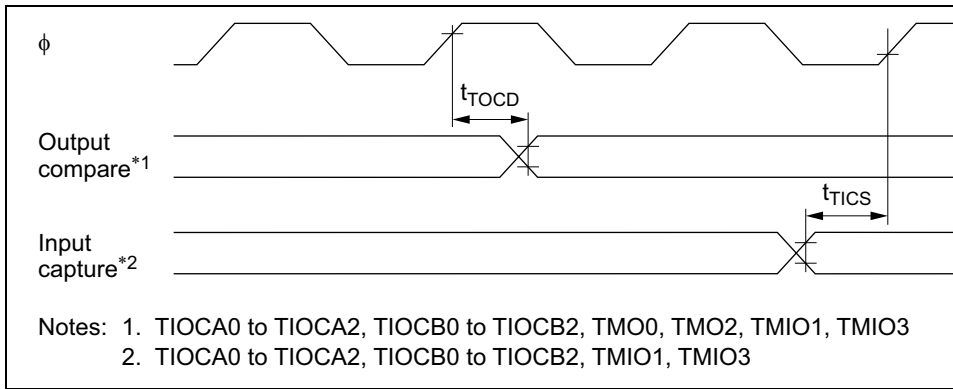 ϕ
tTOCD
Output
compare*1
tTICS
Input
capture*2
Notes: 1. TIOCA0 to TIOCA2, TIOCB0 to TIOCB2, TMO0, TMO2, TMIO1, TMIO3
2. TIOCA0 to TIOCA2, TIOCB0 to TIOCB2, TMIO1, TMIO3